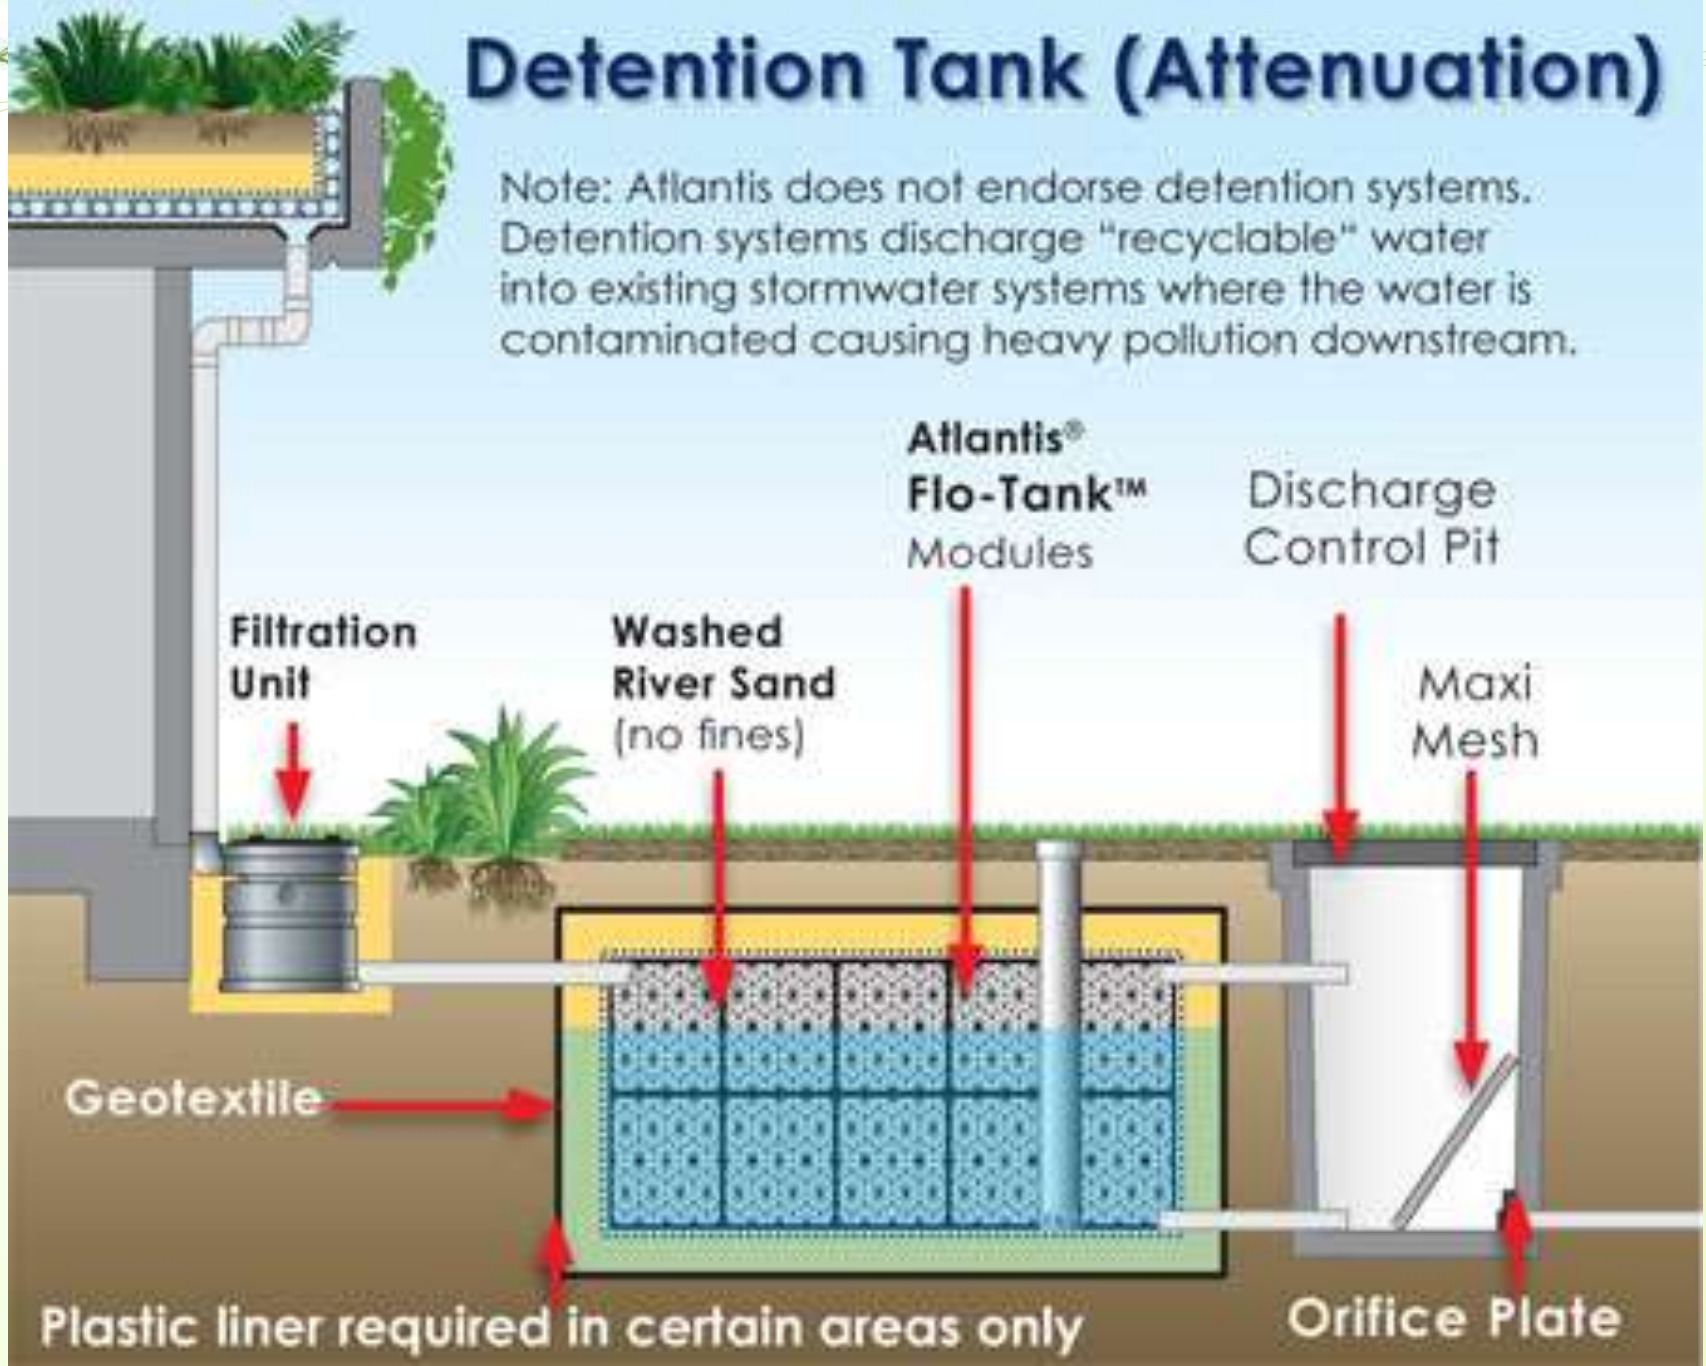 Detention Tank (Attenuation)
Note: Atlantis does not endorse detention systems.
Detention systems discharge "recyclable" water
into existing stormwater systems where the water is
contaminated causing heavy pollution downstream.
Atlantis®
Flo-Tank™
Modules
Discharge
Control Pit
Filtration
Unit
Washed
River Sand
(no fines)
Maxi
Mesh
Geotextile
Plastic liner required in certain areas only
Orifice Plate